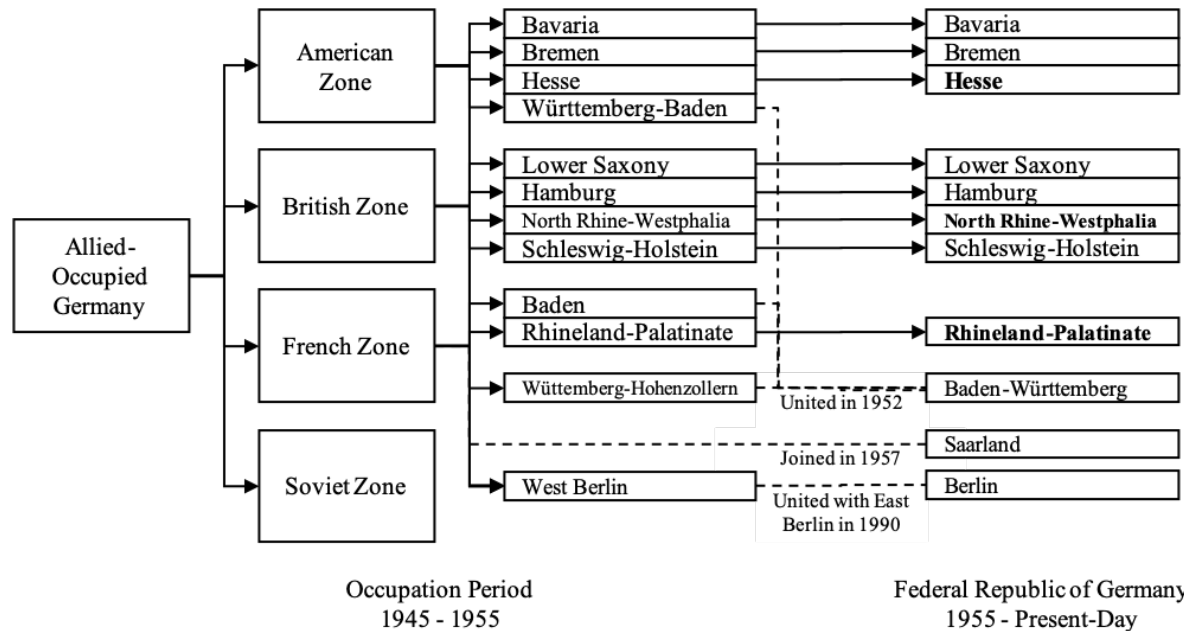 American
Zone
British Zone
Allied-
Occupied
Germany
French Zone
Soviet Zone
Bavaria
Bremen
Hesse
Württemberg-Baden
Lower Saxony
Hamburg
North Rhine-Westphalia
Schleswig-Holstein
Baden
Rhineland-Palatinate
Wüttemberg-Hohenzollern
West Berlin
United in 1952
Joined in 1957
United with East
Berlin in 1990
Bavaria
Bremen
Hesse
Lower Saxony
Hamburg
North Rhine-Westphalia
Schleswig-Holstein
Rhineland-Palatinate
Baden-Württemberg
Saarland
Berlin
Occupation Period
1945 - 1955
Federal Republic of Germany
1955 - Present-Day